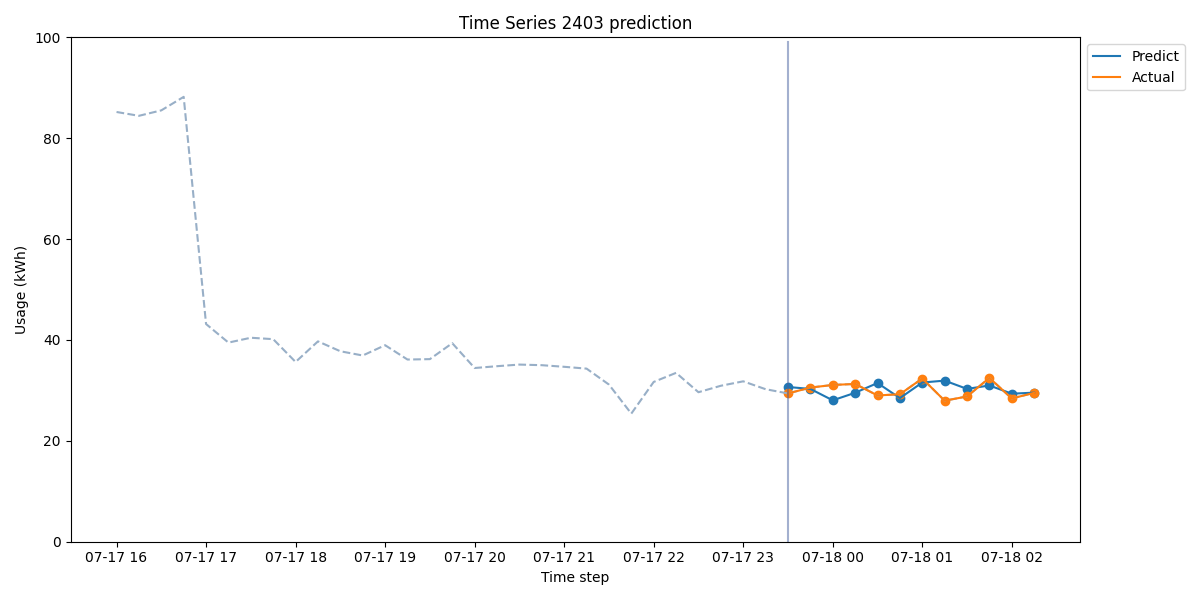 Time Series 2403 prediction
Predict
Actual
100
80
60
40
20
0
Usage (kWh)
07-17 16 07-17 17 07-17 18 07-17 19 07-17 20 07-17 21 07-17 22 07-17 23 07-18 00 07-18 01 07-18 02
Time step